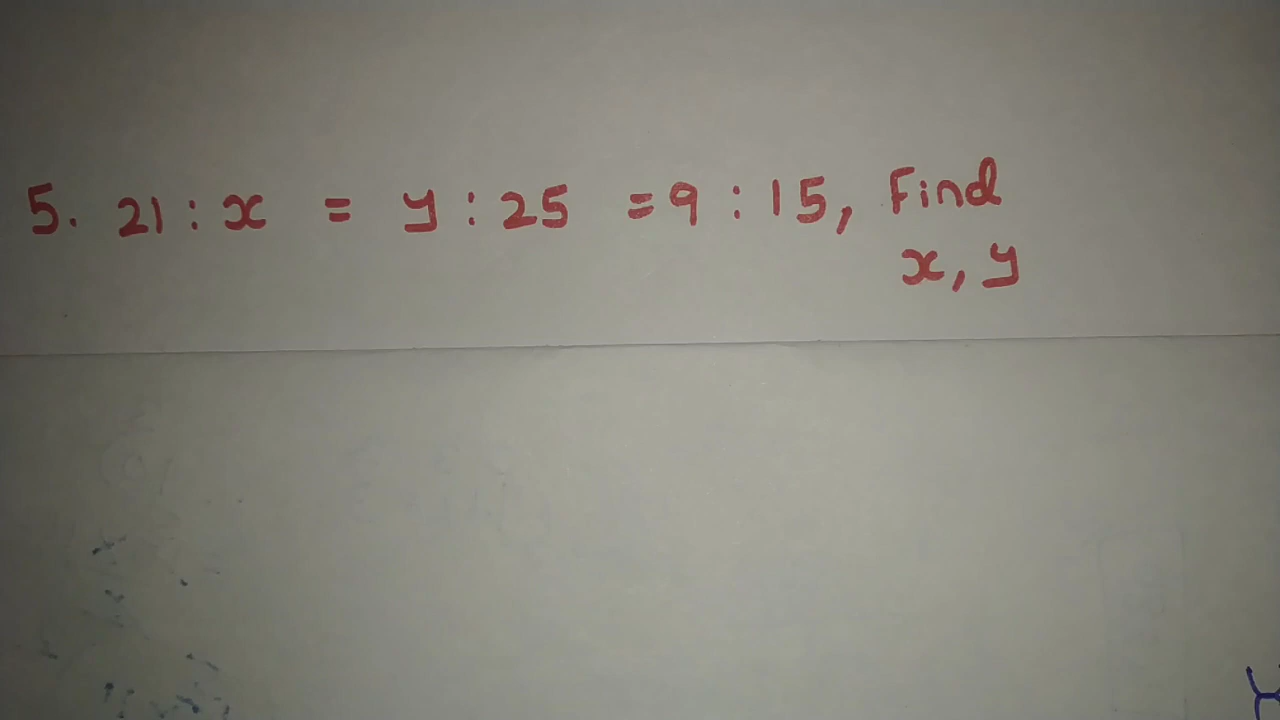 5. 21 : x = y : 25 = 9 : 15, Find
x, y